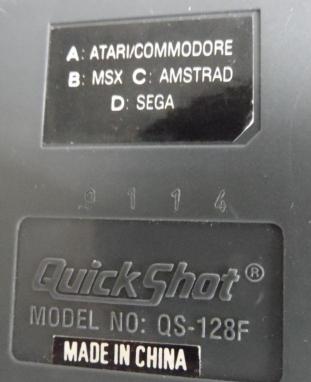 A: ATARI/COMMODORE
B: MSX C: AMSTRAD
D: SEGA
9 1 1 4
QuickShot®
MODEL NO: QS-128F
MADE IN CHINA